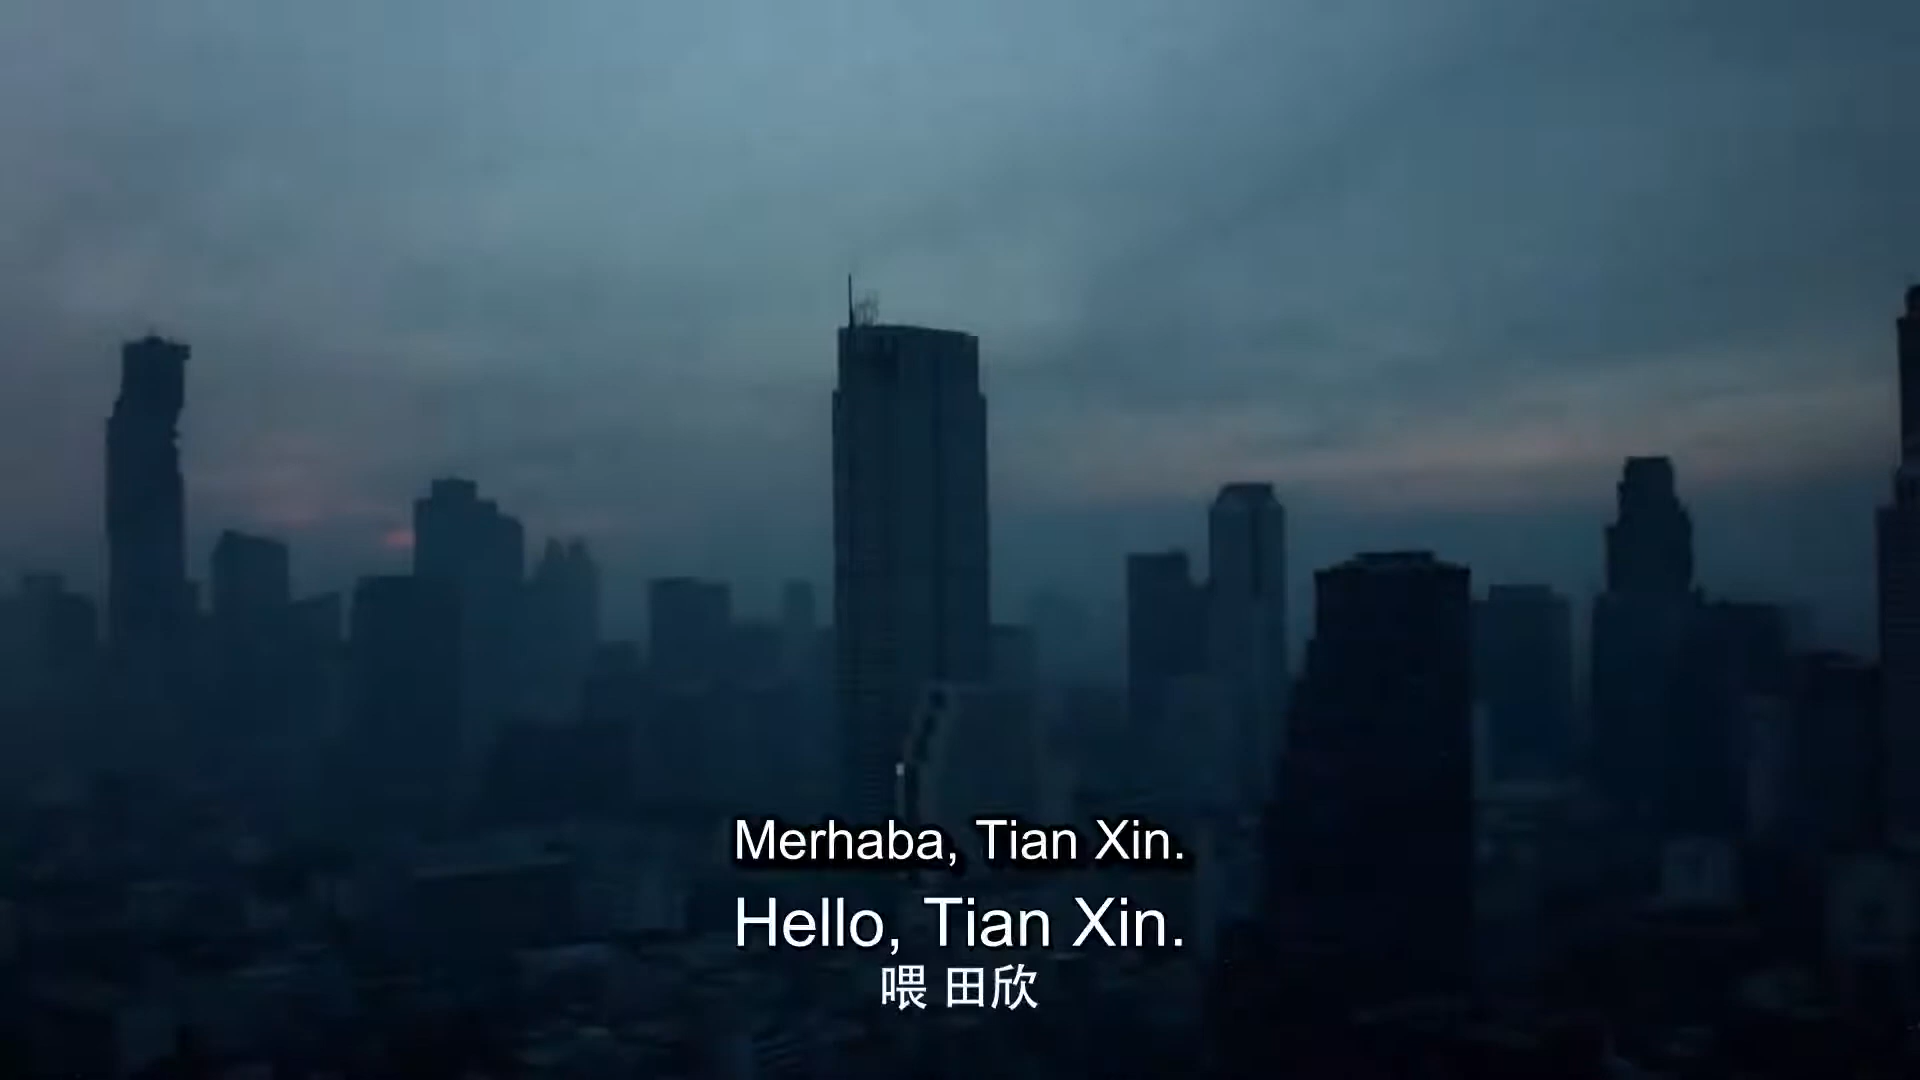 Merhaba, Tian Xin.
Hello, Tian Xin.
喂 田欣